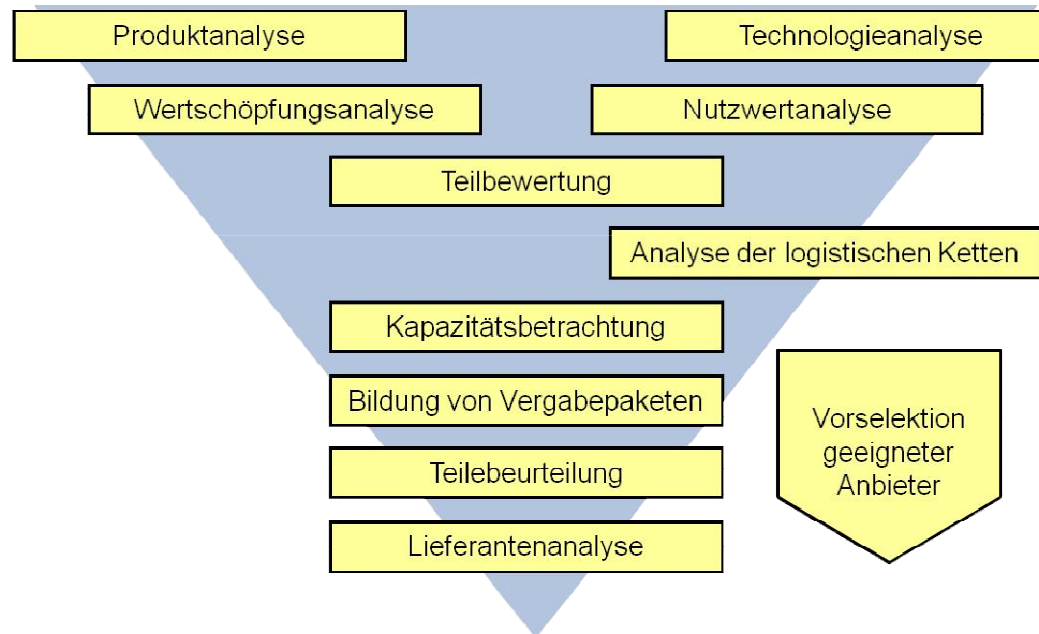 Produktanalyse
Technologieanalyse
Wertschöpfungsanalyse
Nutzwertanalyse
Teilbewertung
Analyse der logistischen Ketten
Kapazitätsbetrachtung
Bildung von Vergabepaketen
Vorselektion
geeigneter
Anbieter
Teilebeurteilung
Lieferantenanalyse